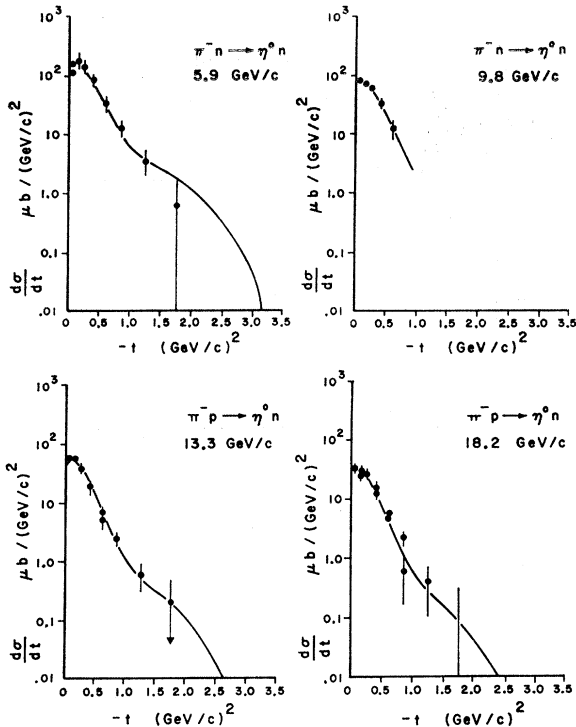 π⁻n ⟶ η⁰n
5.9 GeV/c
10³
10²
10
1.0
0.1
.01
μb / (GeV/c)²
dσ/dt
0 0.5 1.0 1.5 2.0 2.5 3.0 3.5
-t (GeV/c)²
π⁻n ⟶ η⁰n
9.8 GeV/c
10³
10²
10
1.0
0.1
.01
μb / (GeV/c)²
dσ/dt
0 0.5 1.0 1.5 2.0 2.5 3.0 3.5
-t (GeV/c)²
π⁻p ⟶ η⁰n
13.3 GeV/c
10³
10²
10
1.0
0.1
.01
μb / (GeV/c)²
dσ/dt
0 0.5 1.0 1.5 2.0 2.5 3.0 3.5
-t (GeV/c)²
π⁻p ⟶ η⁰n
18.2 GeV/c
10³
10²
10
1.0
0.1
.01
μb / (GeV/c)²
dσ/dt
0 0.5 1.0 1.5 2.0 2.5 3.0 3.5
-t (GeV/c)²